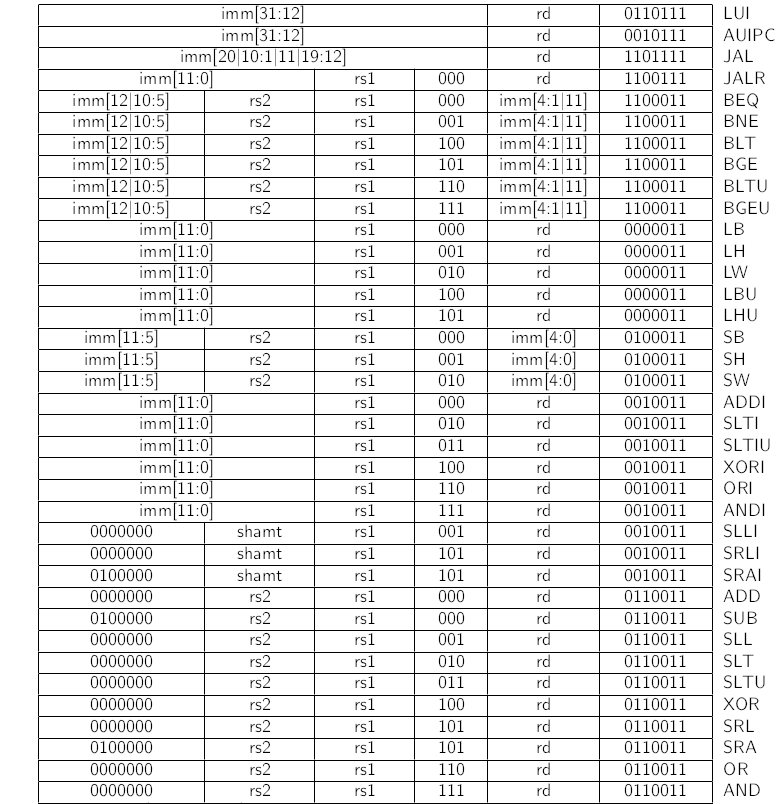 imm[31:12] rd 0110111 LUI
imm[31:12] rd 0010111 AUIPC
imm[20|10:1|11|19:12] rd 1101111 JAL
imm[11:0] rs1 000 rd 1100111 JALR
imm[12|10:5] rs2 rs1 000 imm[4:1|11] 1100011 BEQ
imm[12|10:5] rs2 rs1 001 imm[4:1|11] 1100011 BNE
imm[12|10:5] rs2 rs1 100 imm[4:1|11] 1100011 BLT
imm[12|10:5] rs2 rs1 101 imm[4:1|11] 1100011 BGE
imm[12|10:5] rs2 rs1 110 imm[4:1|11] 1100011 BLTU
imm[12|10:5] rs2 rs1 111 imm[4:1|11] 1100011 BGEU
imm[11:0] rs1 000 rd 0000011 LB
imm[11:0] rs1 001 rd 0000011 LH
imm[11:0] rs1 010 rd 0000011 LW
imm[11:0] rs1 100 rd 0000011 LBU
imm[11:0] rs1 101 rd 0000011 LHU
imm[11:5] rs2 rs1 000 imm[4:0] 0100011 SB
imm[11:5] rs2 rs1 001 imm[4:0] 0100011 SH
imm[11:5] rs2 rs1 010 imm[4:0] 0100011 SW
imm[11:0] rs1 000 rd 0010011 ADDI
imm[11:0] rs1 010 rd 0010011 SLTI
imm[11:0] rs1 011 rd 0010011 SLTIU
imm[11:0] rs1 100 rd 0010011 XORI
imm[11:0] rs1 110 rd 0010011 ORI
imm[11:0] rs1 111 rd 0010011 ANDI
0000000 shamt rs1 001 rd 0010011 SLLI
0000000 shamt rs1 101 rd 0010011 SRLI
0100000 shamt rs1 101 rd 0010011 SRAI
0000000 rs2 rs1 000 rd 0110011 ADD
0100000 rs2 rs1 000 rd 0110011 SUB
0000000 rs2 rs1 001 rd 0110011 SLL
0000000 rs2 rs1 010 rd 0110011 SLT
0000000 rs2 rs1 011 rd 0110011 SLTU
0000000 rs2 rs1 100 rd 0110011 XOR
0000000 rs2 rs1 101 rd 0110011 SRL
0100000 rs2 rs1 101 rd 0110011 SRA
0000000 rs2 rs1 110 rd 0110011 OR
0000000 rs2 rs1 111 rd 0110011 AND